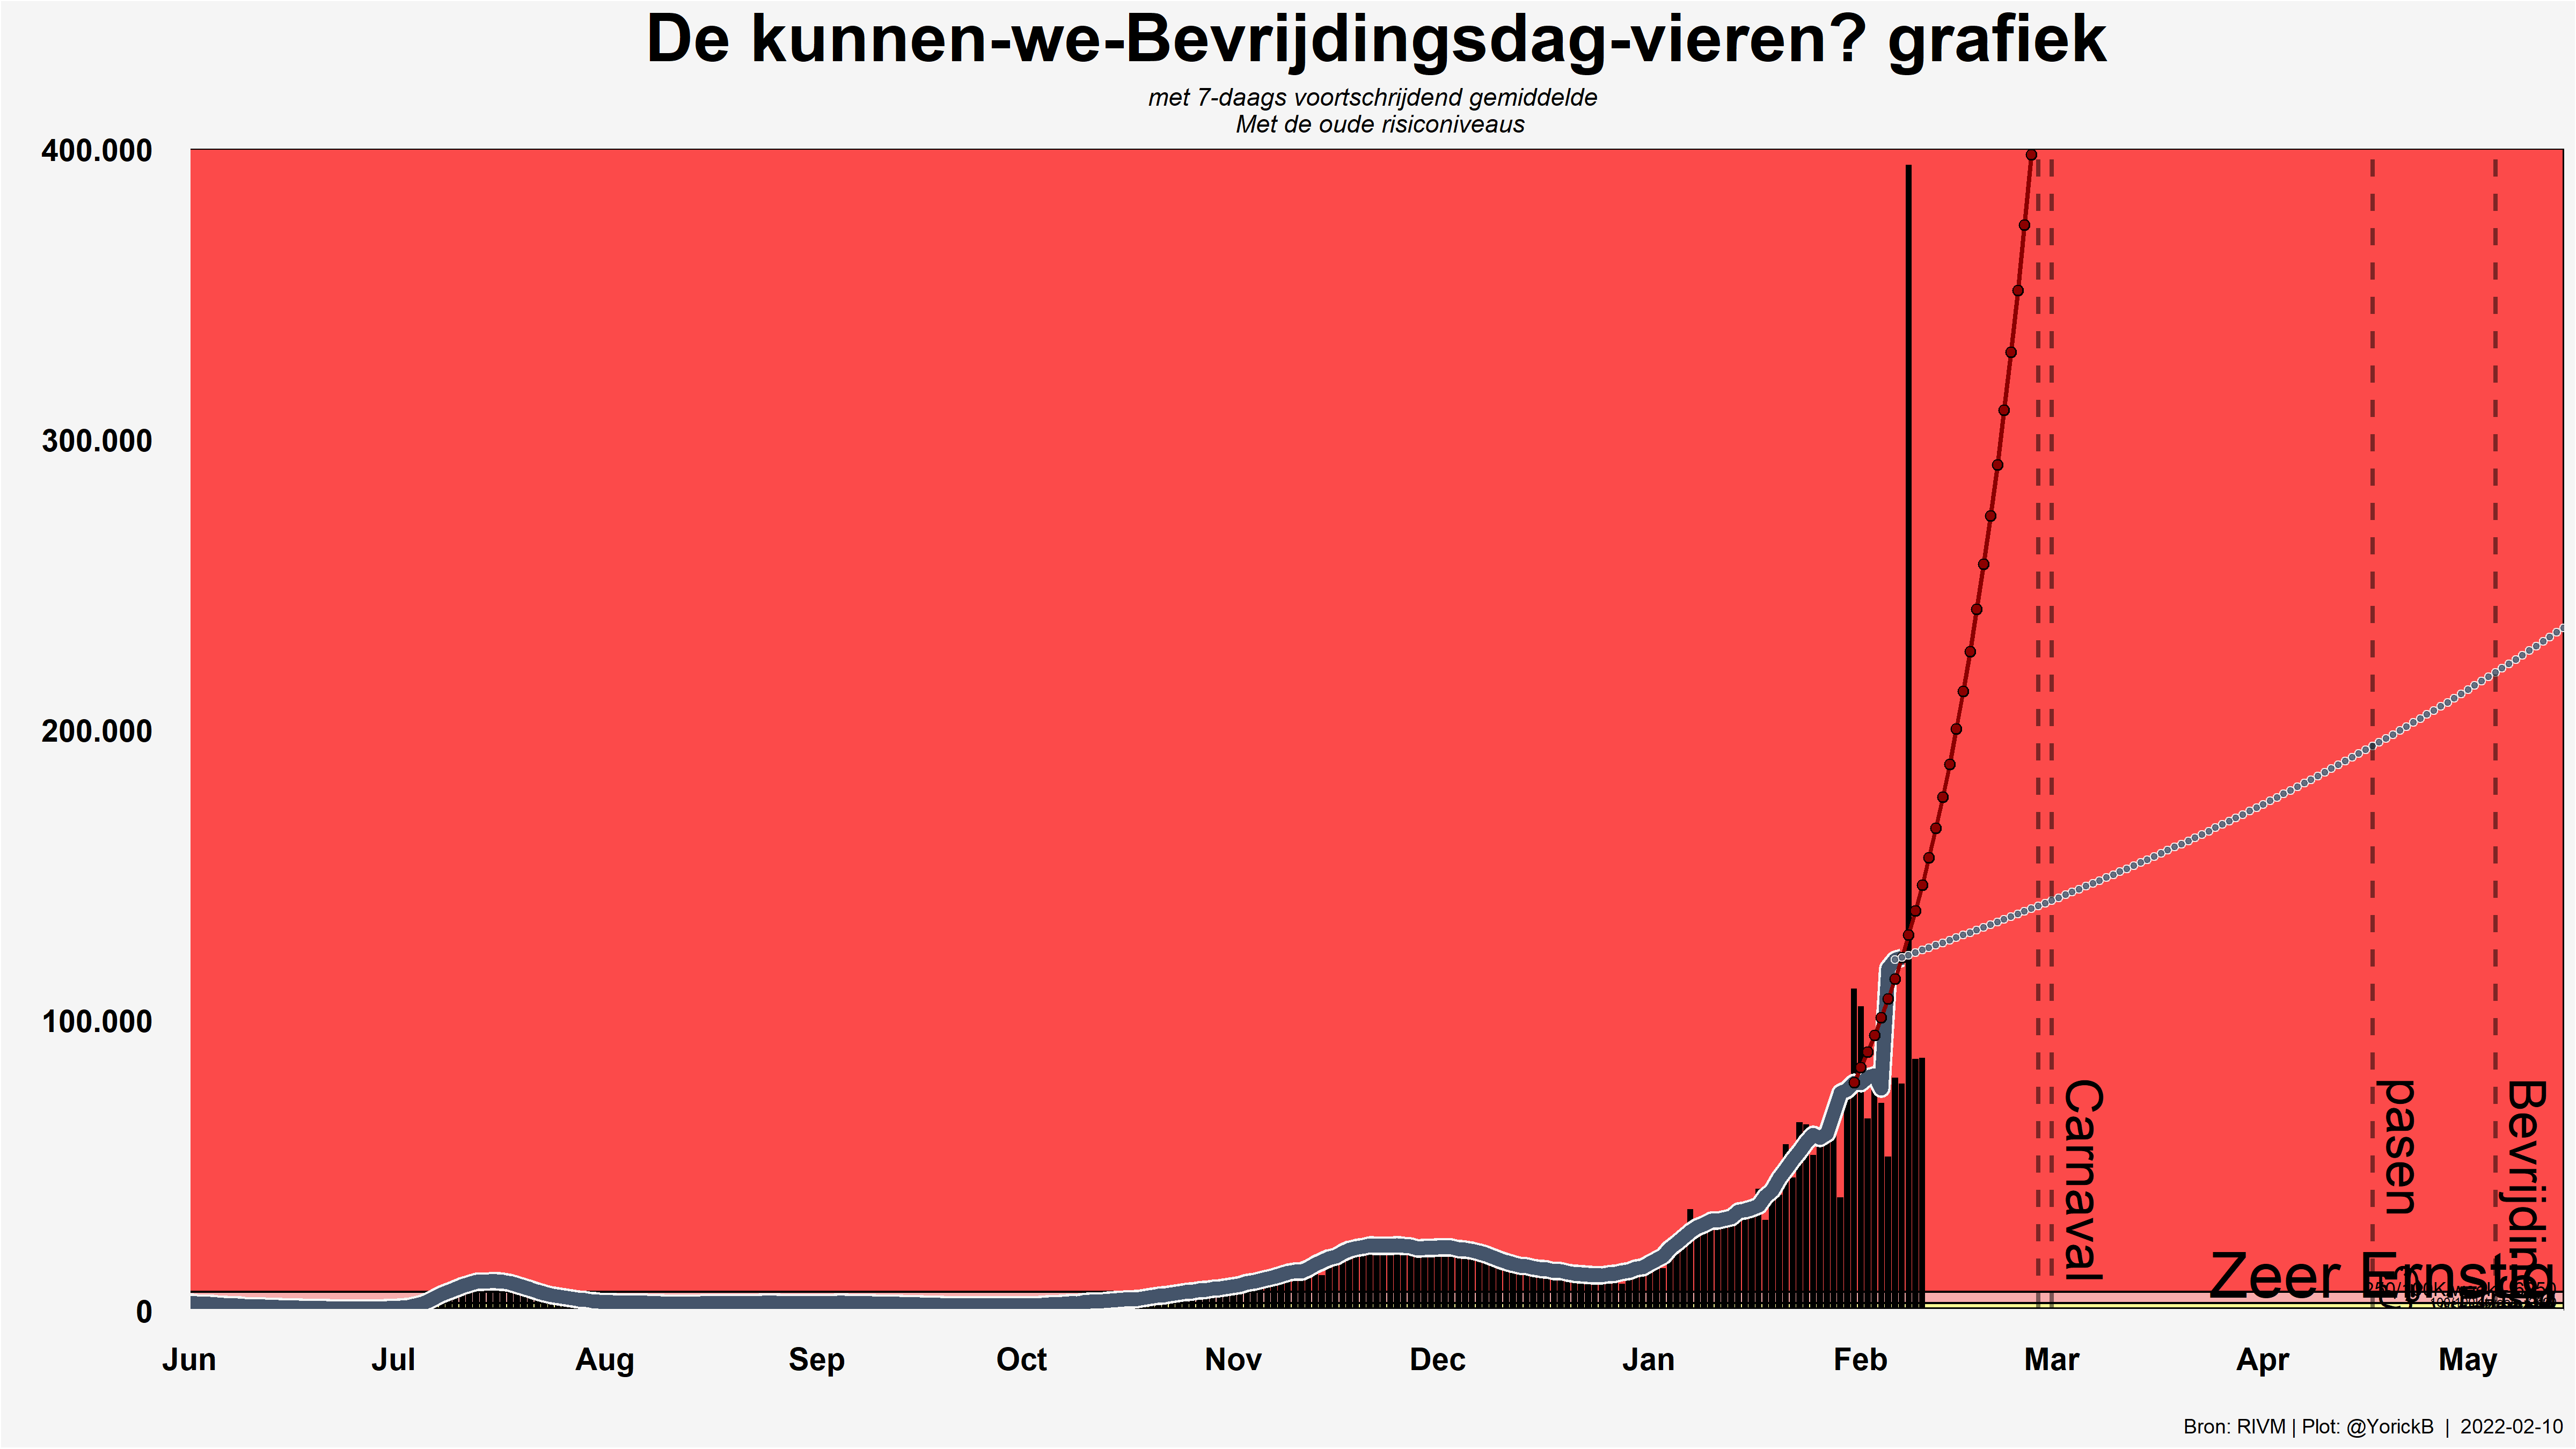 De kunnen-we-Bevrijdingsdag-vieren? grafiek
met 7-daags voortschrijdend gemiddelde
Met de oude risiconiveaus
400.000
300.000
200.000
100.000
0
Carnaval
pasen
Bevrijding
Zeer Ernstig
Jun Jul Aug Sep Oct Nov Dec Jan Feb Mar Apr May
Bron: RIVM | Plot: @YorickB | 2022-02-10